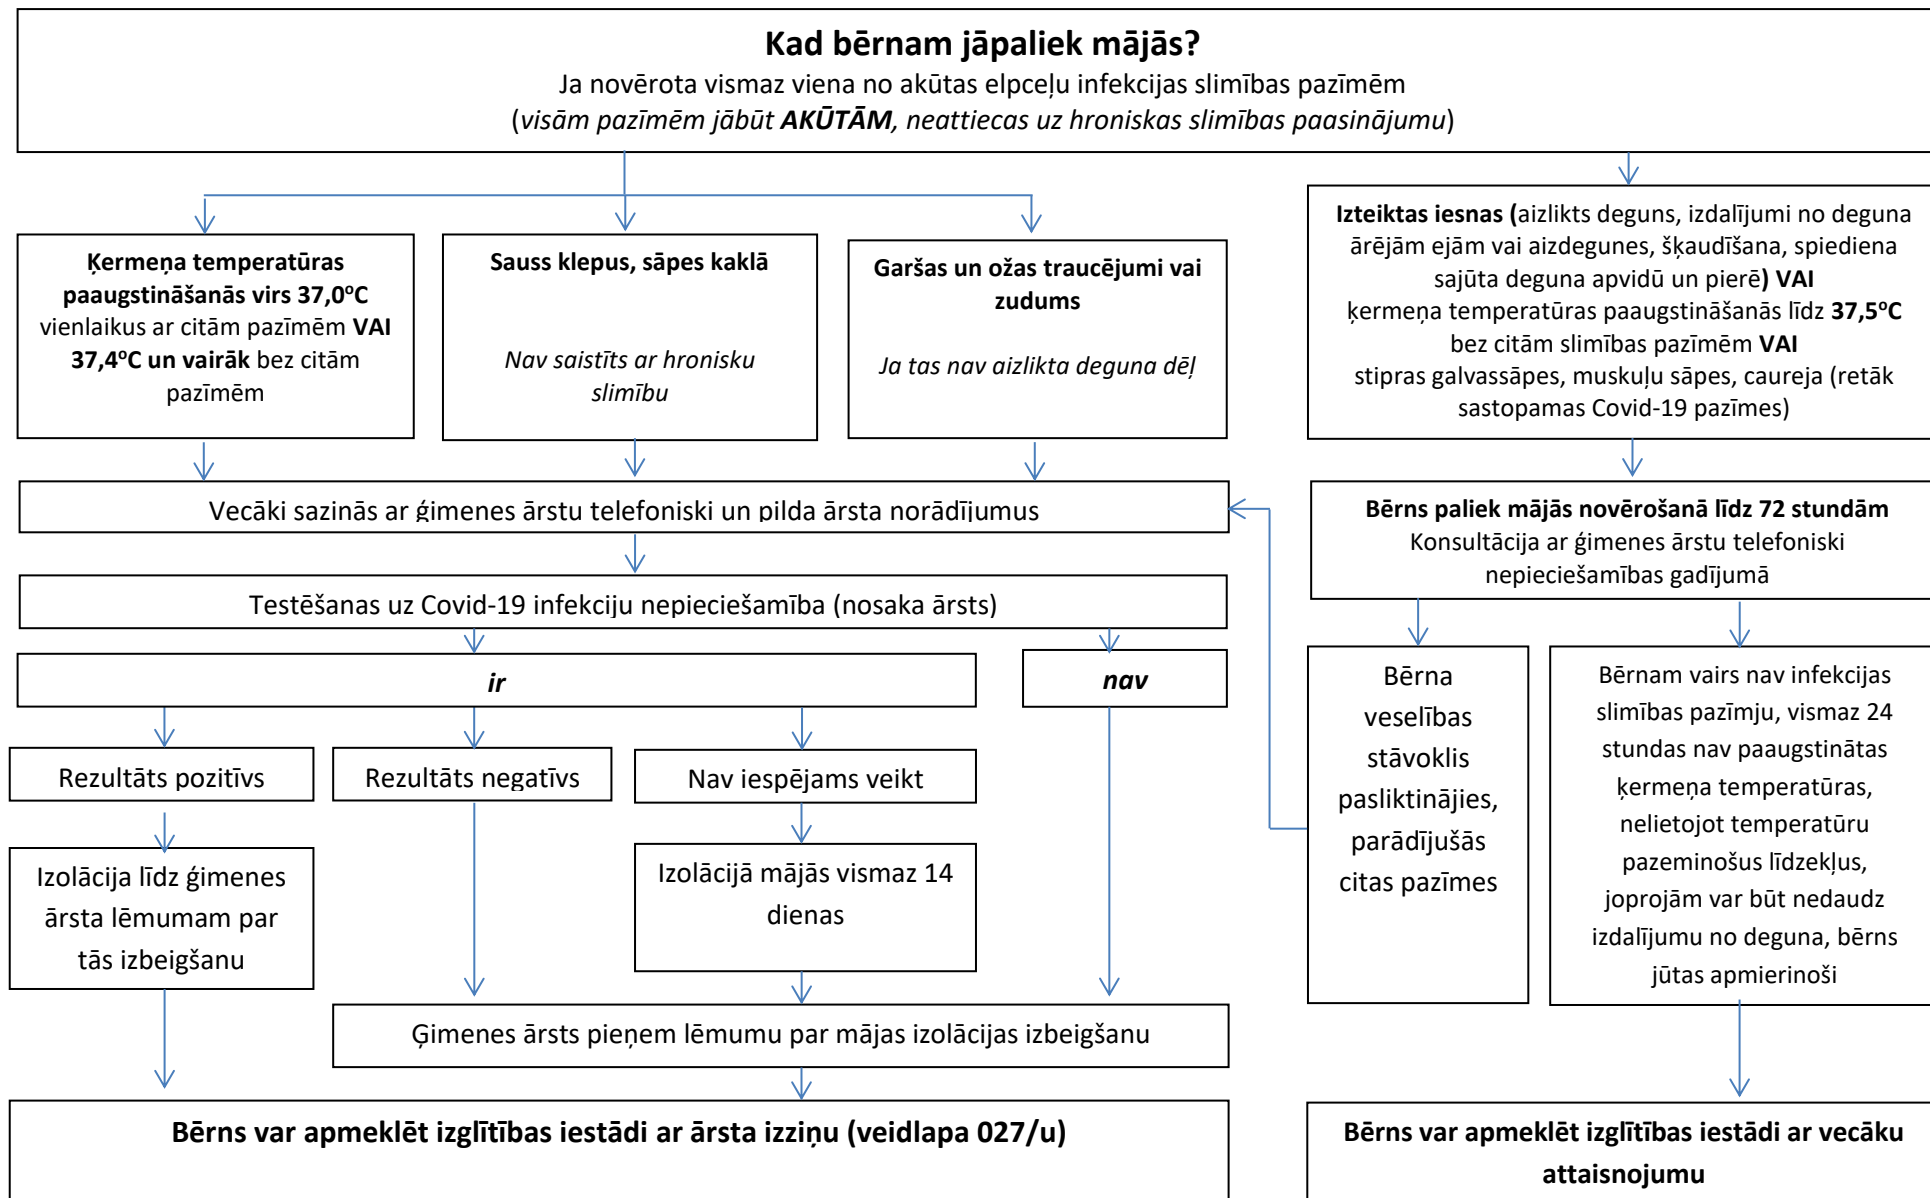 Kad bērnam jāpaliek mājās?
Ja novērota vismaz viena no akūtas elpceļu infekcijas slimības pazīmēm
(visām pazīmēm jābūt AKŪTĀM, neattiecas uz hroniskas slimības paasinājumu)
Ķermeņa temperatūras
paaugstināšanās virs 37,0°C
vienlaikus ar citām pazīmēm VAI
37,4°C un vairāk bez citām
pazīmēm
Sauss klepus, sāpes kaklā
Nav saistīts ar hronisku
slimību
Garšas un ožas traucējumi vai
zudums
Ja tas nav aizlikta deguna dēļ
Izteiktas iesnas (aizlikts deguns, izdalījumi no deguna
ārējām ejām vai aizdegunes, šķaudīšana, spiediena
sajūta deguna apvidū un pierē) VAI
ķermeņa temperatūras paaugstināšanās līdz 37,5°C
bez citām slimības pazīmēm VAI
stipras galvassāpes, muskuļu sāpes, caureja (retāk
sastopamas Covid-19 pazīmes)
Vecāki sazinās ar ģimenes ārstu telefoniski un pilda ārsta norādījumus
Bērns paliek mājās novērošanā līdz 72 stundām
Konsultācija ar ģimenes ārstu telefoniski
nepieciešamības gadījumā
Testēšanas uz Covid-19 infekciju nepieciešamība (nosaka ārsts)
ir
nav
Rezultāts pozitīvs
Rezultāts negatīvs
Nav iespējams veikt
Izolācija līdz ģimenes
ārsta lēmumam par
tās izbeigšanu
Izolācijā mājās vismaz 14
dienas
Bērna
veselības
stāvoklis
pasliktinājies,
parādījušās
citas pazīmes
Bērnam vairs nav infekcijas
slimības pazīmju, vismaz 24
stundas nav paaugstinātas
ķermeņa temperatūras,
nelietojot temperatūru
pazeminošus līdzekļus,
joprojām var būt nedaudz
izdalījumu no deguna, bērns
jūtas apmierinoši
Ģimenes ārsts pieņem lēmumu par mājas izolācijas izbeigšanu
Bērns var apmeklēt izglītības iestādi ar ārsta izziņu (veidlapa 027/u)
Bērns var apmeklēt izglītības iestādi ar vecāku
attaisnojumu